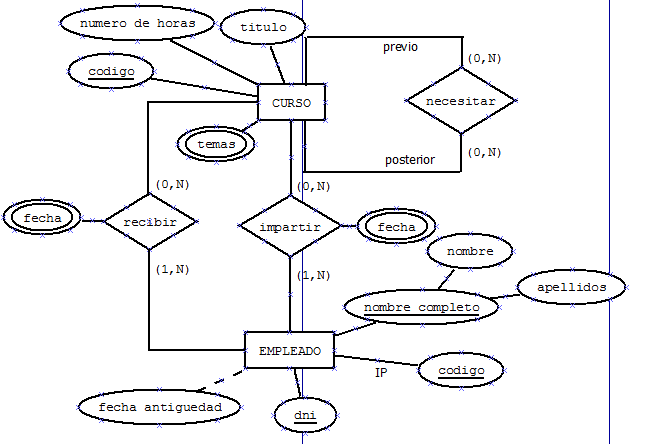 numero de horas
titulo
previo
(0,N)
codigo
CURSO
necesitar
temas
(0,N)
posterior
(0,N)
(0,N)
fecha
recibir
impartir
fecha
nombre
(1,N)
(1,N)
apellidos
nombre completo
EMPLEADO
IP
codigo
fecha antiguedad
dni